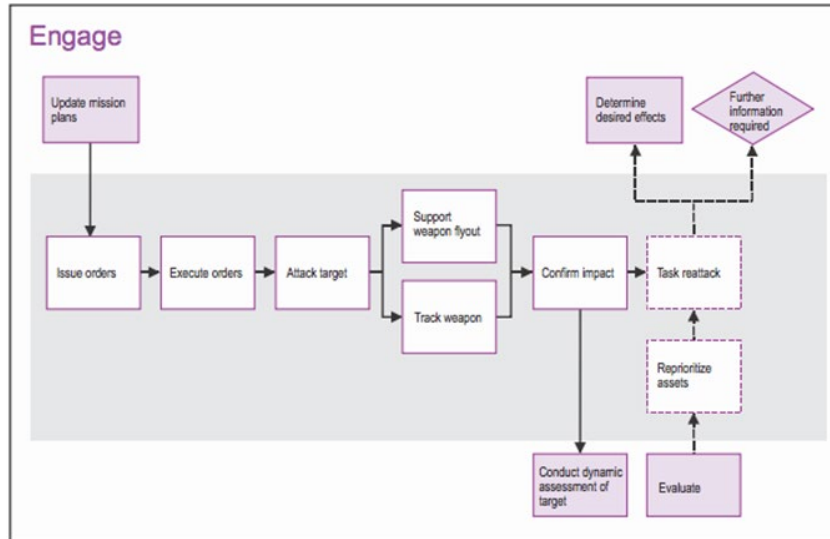 Engage
Update mission
plans
Determine
desired effects
Further
information
required
Support
weapon flyout
Issue orders
Execute orders
Attack target
Confirm impact
Task reattack
Track weapon
Reprioritize
assets
Conduct dynamic
assessment of
target
Evaluate